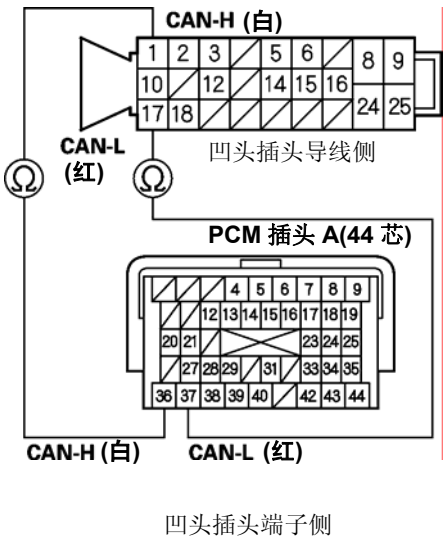 CAN-H (白)
1 2 3 5 6 8 9
10 12 14 15 16
17 18 24 25
CAN-L
(红)
凹头插头导线侧
Ω Ω
PCM 插头 A(44 芯)
4 5 6 7 8 9
12 13 14 15 16 17 18 19
20 21 23 24 25
27 28 29 31 33 34 35
36 37 38 39 40 42 43 44
CAN-H (白) CAN-L (红)
凹头插头端子侧